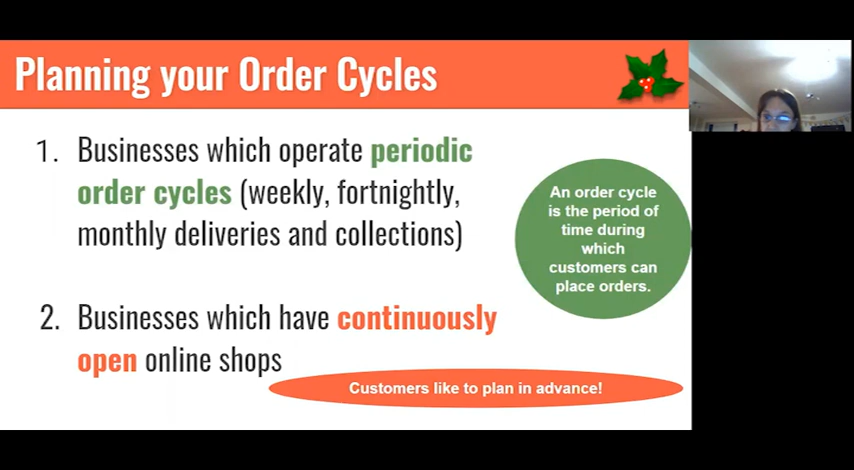 Planning your Order Cycles
1. Businesses which operate periodic
order cycles (weekly, fortnightly,
monthly deliveries and collections)
An order cycle
is the period of
time during
which
customers can
place orders.
2. Businesses which have continuously
open online shops
Customers like to plan in advance!